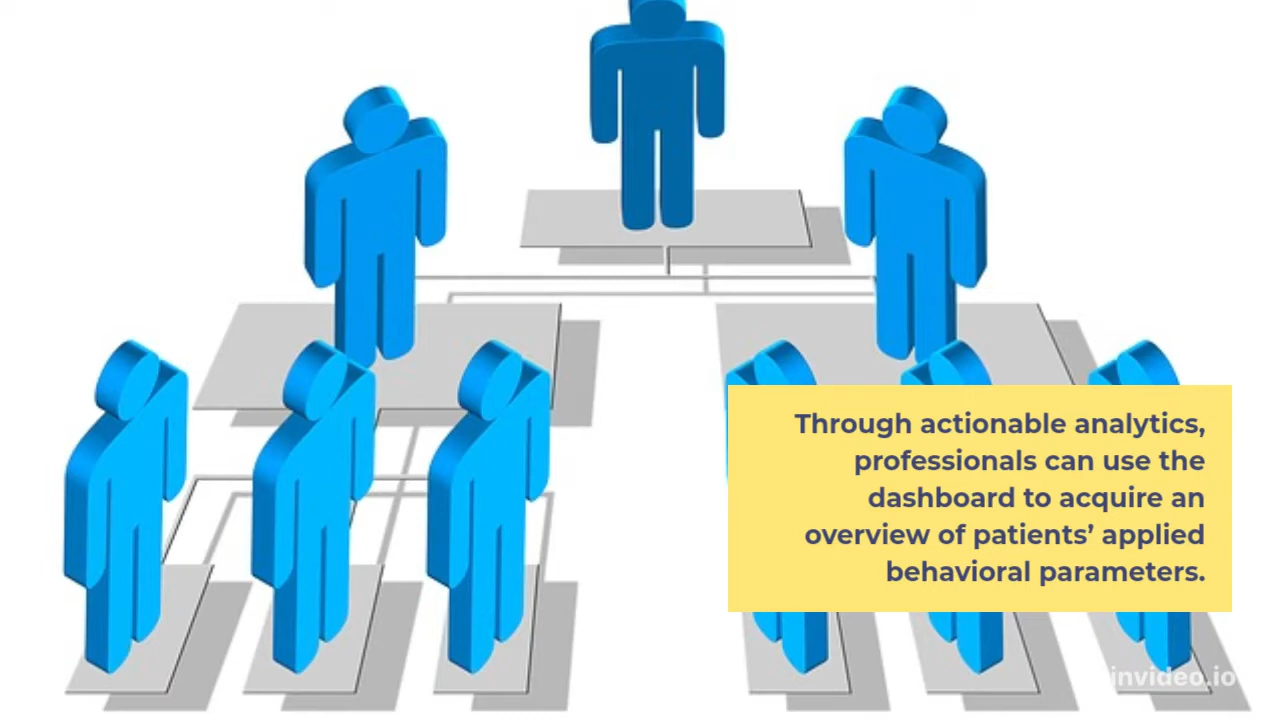 Through actionable analytics,
professionals can use the
dashboard to acquire an
overview of patients’ applied
behavioral parameters.
invideo.io